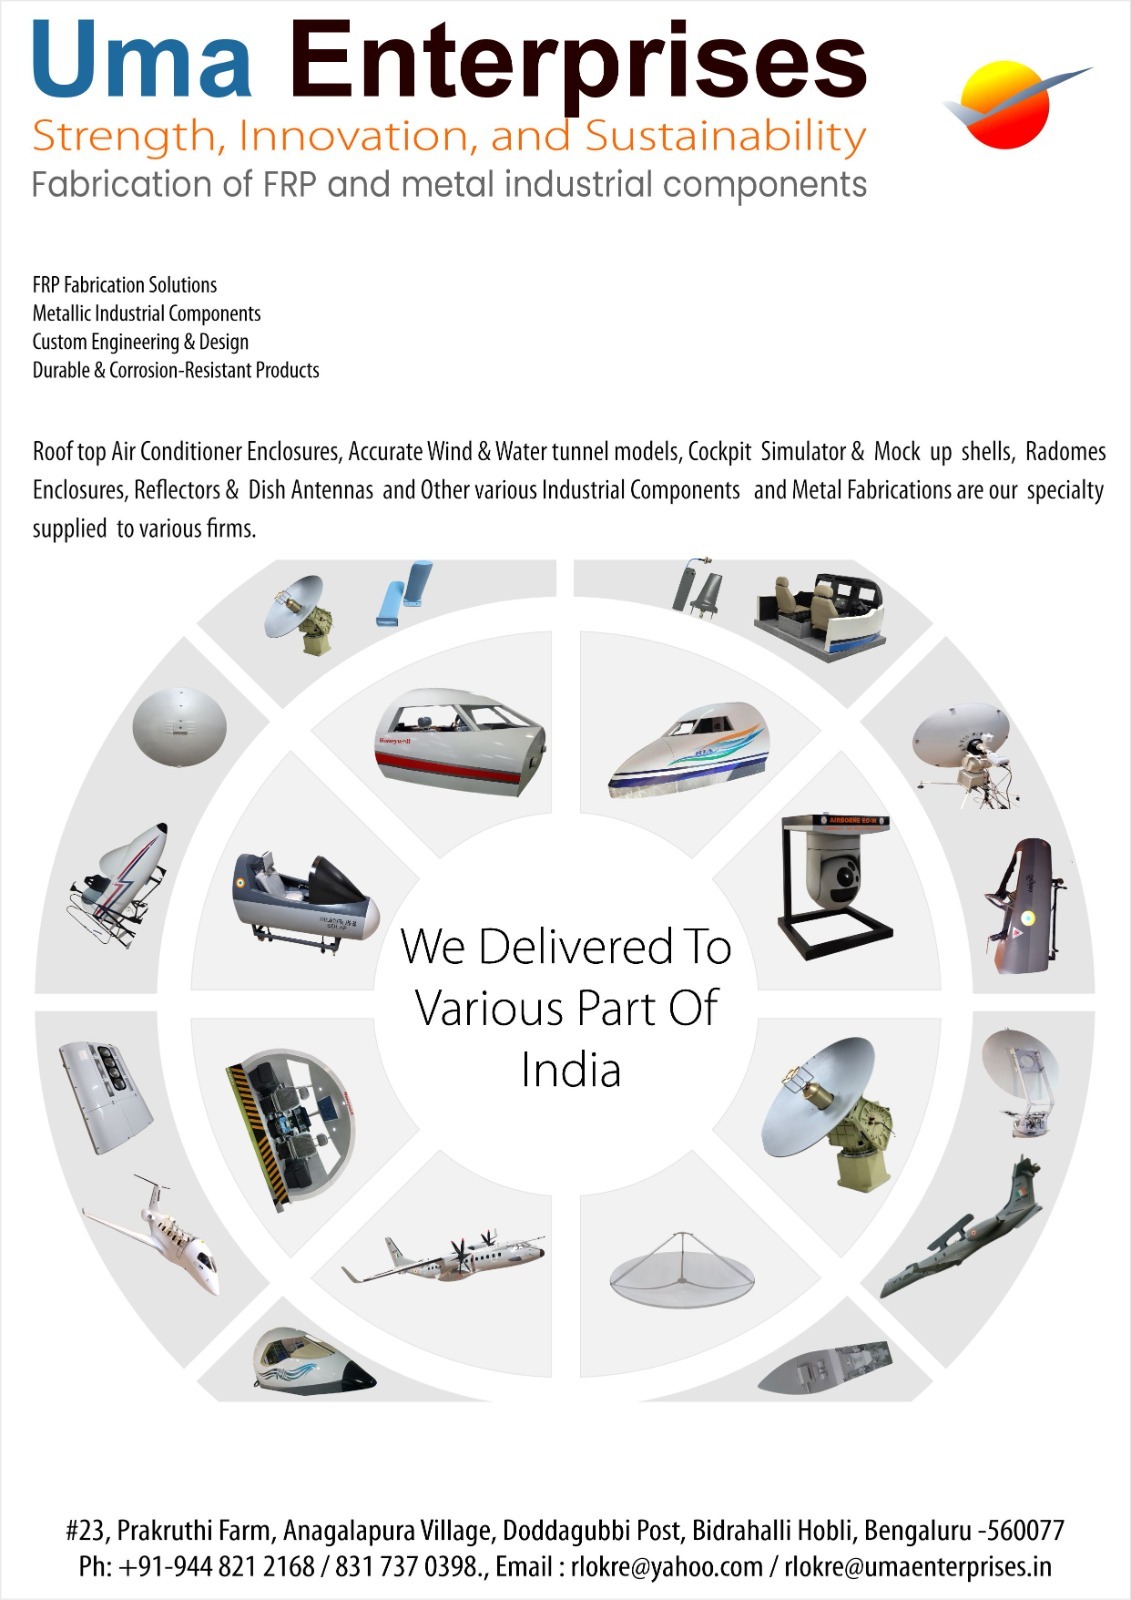 Uma Enterprises
Strength, Innovation, and Sustainability
Fabrication of FRP and metal industrial components
FRP Fabrication Solutions
Metallic Industrial Components
Custom Engineering & Design
Durable & Corrosion-Resistant Products
Roof top Air Conditioner Enclosures, Accurate Wind & Water tunnel models, Cockpit Simulator & Mock up shells, Radomes
Enclosures, Reflectors & Dish Antennas and Other various Industrial Components and Metal Fabrications are our specialty
supplied to various firms.
Honeywell
AIRBORNE EO-IR
We Delivered To
Various Part Of
India
#23, Prakruthi Farm, Anagalapura Village, Doddagubbi Post, Bidrahalli Hobli, Bengaluru -560077
Ph: +91-944 821 2168 / 831 737 0398., Email : rlokre@yahoo.com / rlokre@umaenterprises.in